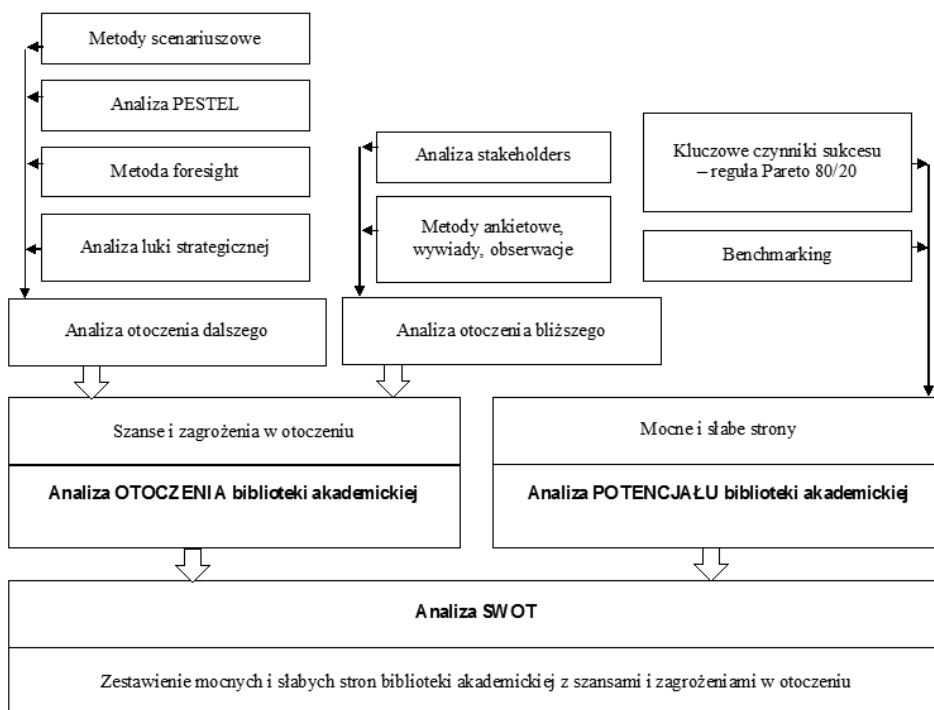 Metody scenariuszowe
Analiza PESTEL
Metoda foresight
Analiza luki strategicznej
Analiza otoczenia dalszego
Analiza stakeholders
Metody ankietowe,
wywiady, obserwacje
Analiza otoczenia bliższego
Kluczowe czynniki sukcesu
– reguła Pareto 80/20
Benchmarking
Szanse i zagrożenia w otoczeniu
Analiza OTOCZENIA biblioteki akademickiej
Mocne i słabe strony
Analiza POTENCJAŁU biblioteki akademickiej
Analiza SWOT
Zestawienie mocnych i słabych stron biblioteki akademickiej z szansami i zagrożeniami w otoczeniu